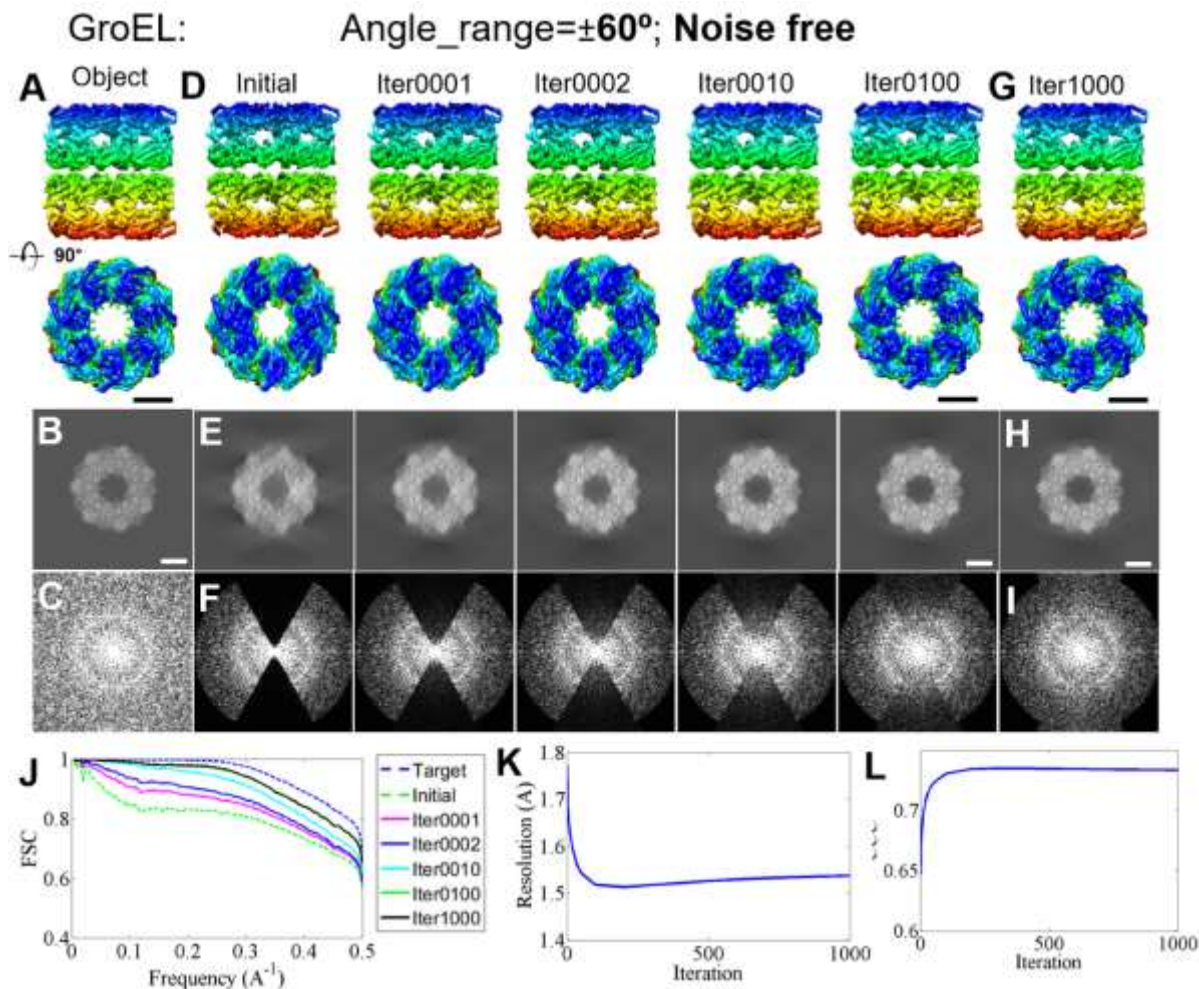 GroEL: Angle_range=±60º; Noise free
A Object D Initial Iter0001 Iter0002 Iter0010 Iter0100 G Iter1000
90°
B E H
C F I
J
FSC
1
0.8
0.6
0.4
0 0.1 0.2 0.3 0.4 0.5
Frequency (A⁻¹)
Target
Initial
Iter0001
Iter0002
Iter0010
Iter0100
Iter1000
K
Resolution (A)
1.8
1.7
1.6
1.5
1.4
0 500 1000
Iteration
L
0.7
0.65
0.6
0 500 1000
Iteration